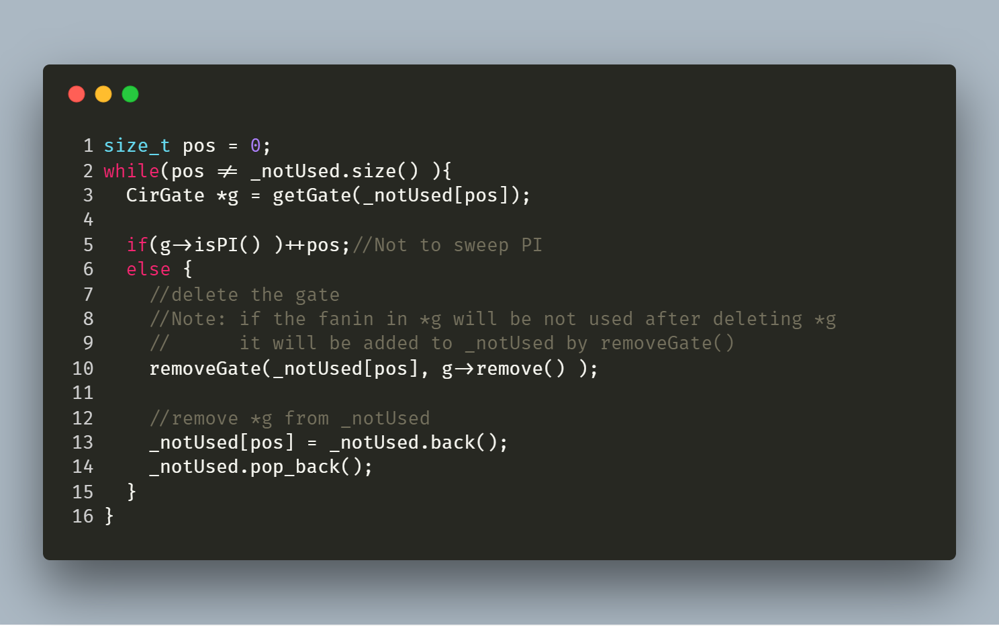 1 size_t pos = 0;
2 while(pos != _notUsed.size() ){
3   CirGate *g = getGate(_notUsed[pos]);
4
5   if(g->isPI() )++pos;//Not to sweep PI
6   else {
7     //delete the gate
8     //Note: if the fanin in *g will be not used after deleting *g
9     //      it will be added to _notUsed by removeGate()
10     removeGate(_notUsed[pos], g->remove() );
11
12     //remove *g from _notUsed
13     _notUsed[pos] = _notUsed.back();
14     _notUsed.pop_back();
15   }
16 }